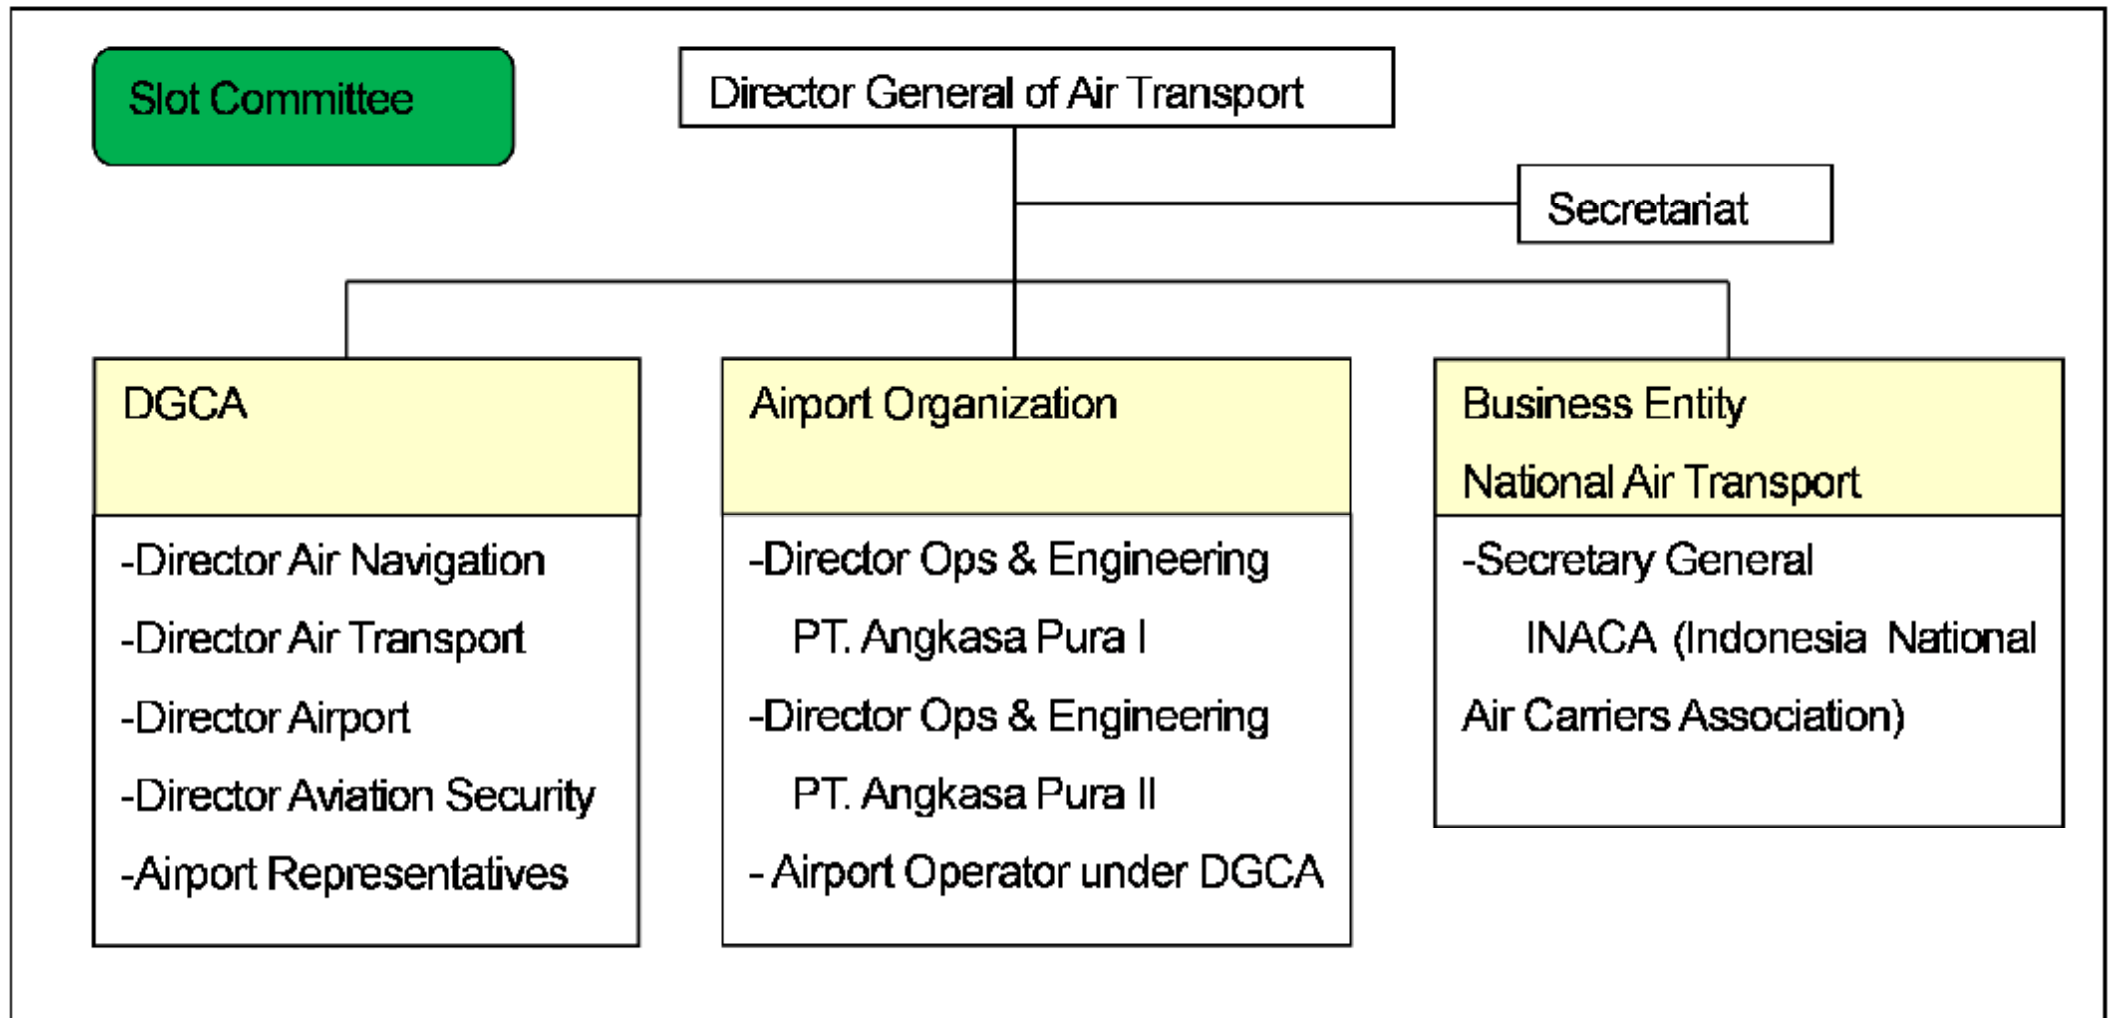 Slot Committee
Director General of Air Transport
Secretariat
DGCA
-Director Air Navigation
-Director Air Transport
-Director Airport
-Director Aviation Security
-Airport Representatives
Airport Organization
-Director Ops & Engineering
PT. Angkasa Pura I
-Director Ops & Engineering
PT. Angkasa Pura II
- Airport Operator under DGCA
Business Entity
National Air Transport
-Secretary General
INACA (Indonesia National
Air Carriers Association)